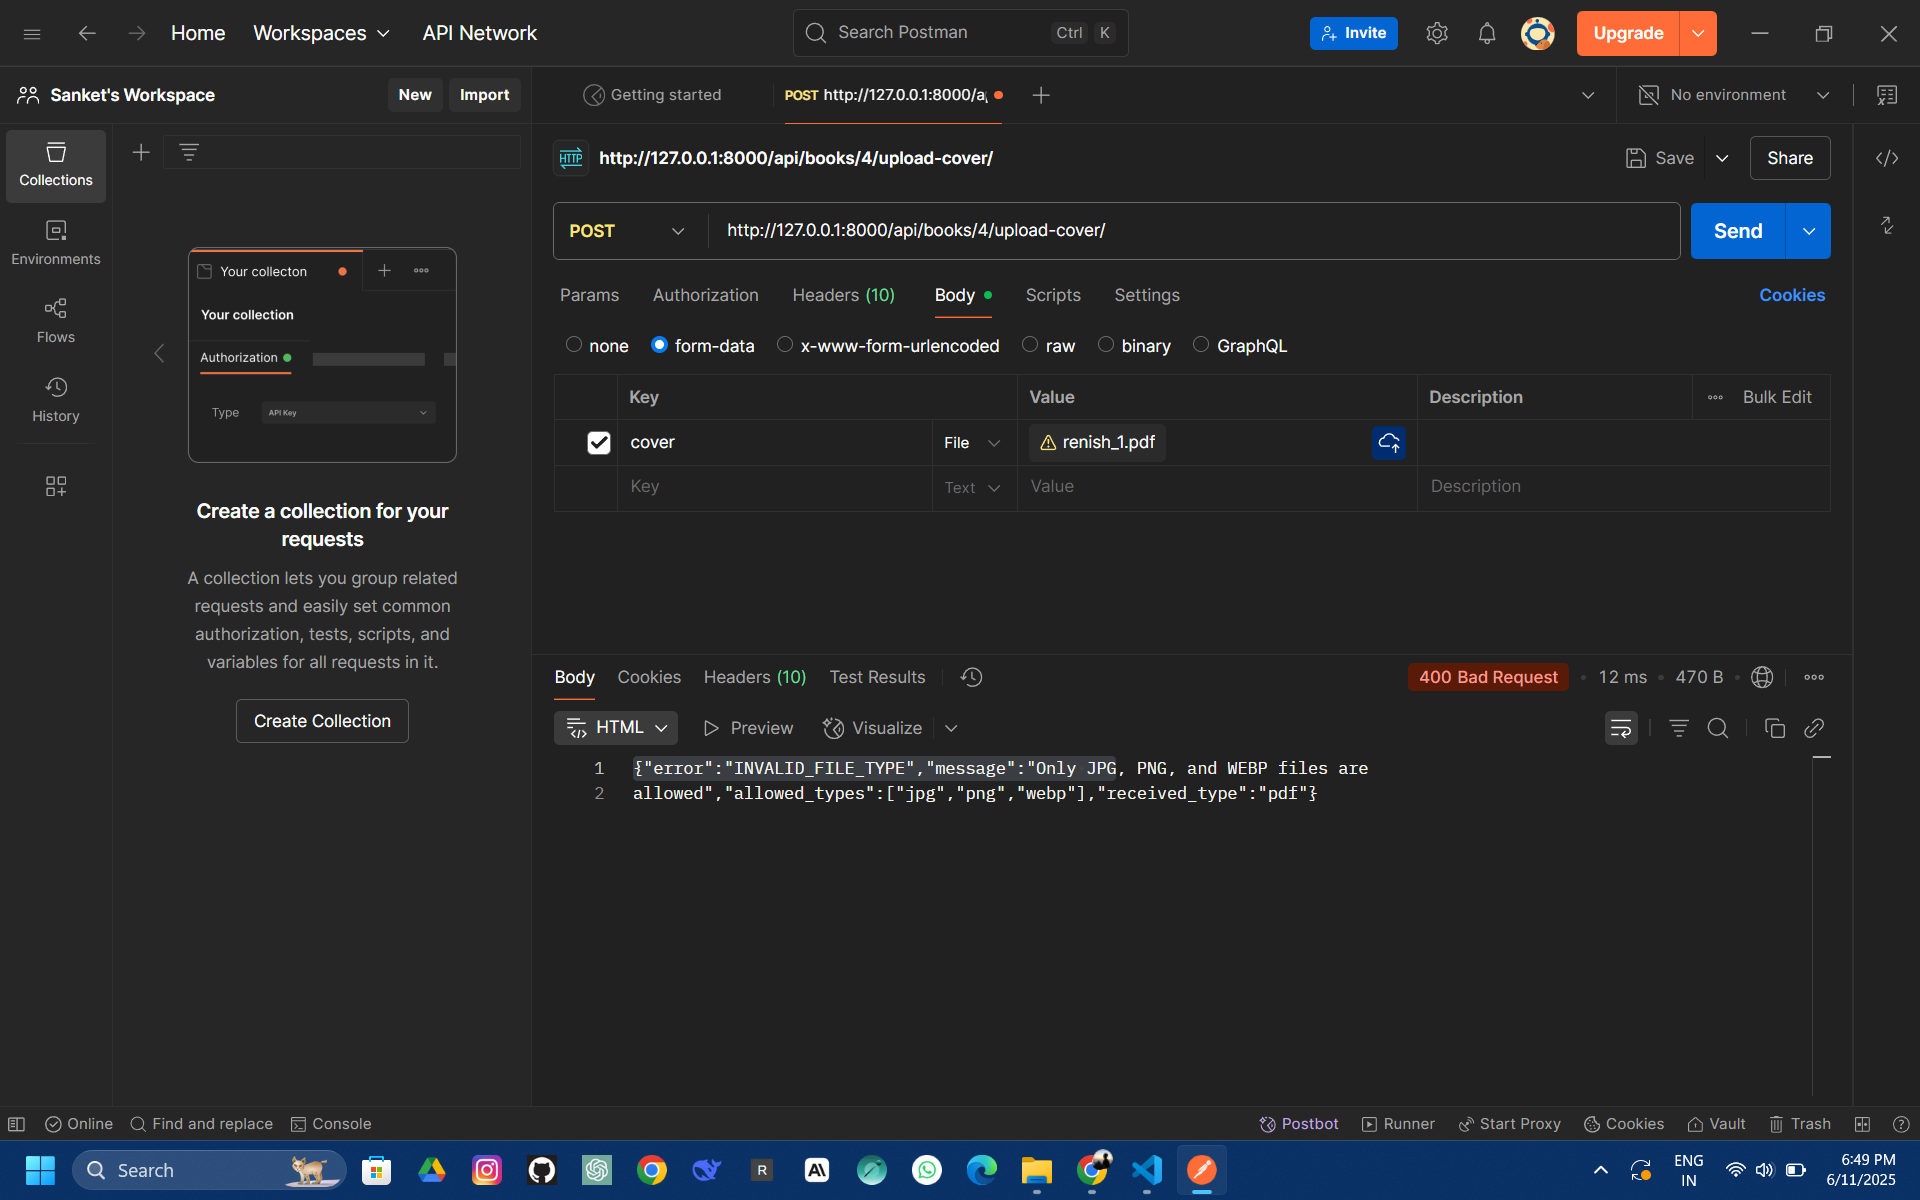 Home
Workspaces
API Network
Search Postman
Ctrl K
Invite
Upgrade
Sanket's Workspace
New
Import
Getting started
POST http://127.0.0.1:8000/a
No environment
Collections
Environments
Flows
History
Your collecton
Your collection
Authorization
Type
API Key
Create a collection for your
requests
A collection lets you group related
requests and easily set common
authorization, tests, scripts, and
variables for all requests in it.
Create Collection
HTTP
http://127.0.0.1:8000/api/books/4/upload-cover/
Save
Share
POST
http://127.0.0.1:8000/api/books/4/upload-cover/
Send
Params
Authorization
Headers (10)
Body
Scripts
Settings
Cookies
none
form-data
x-www-form-urlencoded
raw
binary
GraphQL
Key
Value
Description
Bulk Edit
cover
File
renish_1.pdf
Key
Text
Value
Description
Body
Cookies
Headers (10)
Test Results
400 Bad Request
12 ms
470 B
HTML
Preview
Visualize
1 {"error":"INVALID_FILE_TYPE","message":"Only JPG, PNG, and WEBP files are
2 allowed","allowed_types":["jpg","png","webp"],"received_type":"pdf"}
Online
Find and replace
Console
Postbot
Runner
Start Proxy
Cookies
Vault
Trash
Search
R
AI
ENG
IN
6:49 PM
6/11/2025